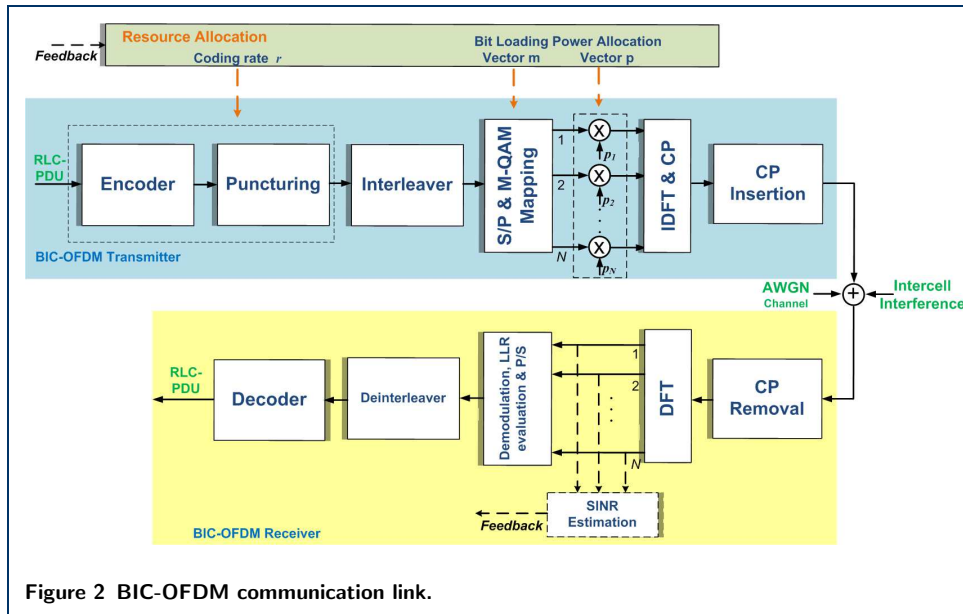 Resource Allocation
Feedback
Coding rate r
Bit Loading Power Allocation
Vector m
Vector p
RLC-
PDU
Encoder
Puncturing
Interleaver
S/P & M-QAM
Mapping
1
2
N
X
X
X
p1
p2
pN
IDFT & CP
CP
Insertion
BIC-OFDM Transmitter
AWGN
Channel
+
Intercell
Interference
RLC-
PDU
Decoder
Deinterleaver
Demodulation, LLR
evaluation & P/S
1
2
N
DFT
CP
Removal
SINR
Estimation
Feedback
BIC-OFDM Receiver
Figure 2 BIC-OFDM communication link.